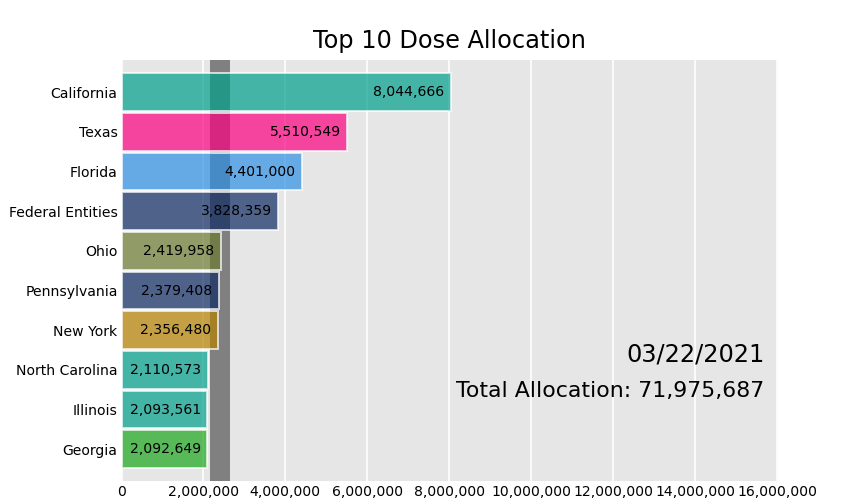 Top 10 Dose Allocation
California 8,044,666
Texas 5,510,549
Florida 4,401,000
Federal Entities 3,828,359
Ohio 2,419,958
Pennsylvania 2,379,408
New York 2,356,480
03/22/2021
North Carolina 2,110,573
Total Allocation: 71,975,687
Illinois 2,093,561
Georgia 2,092,649
0 2,000,000 4,000,000 6,000,000 8,000,000 10,000,000 12,000,000 14,000,000 16,000,000